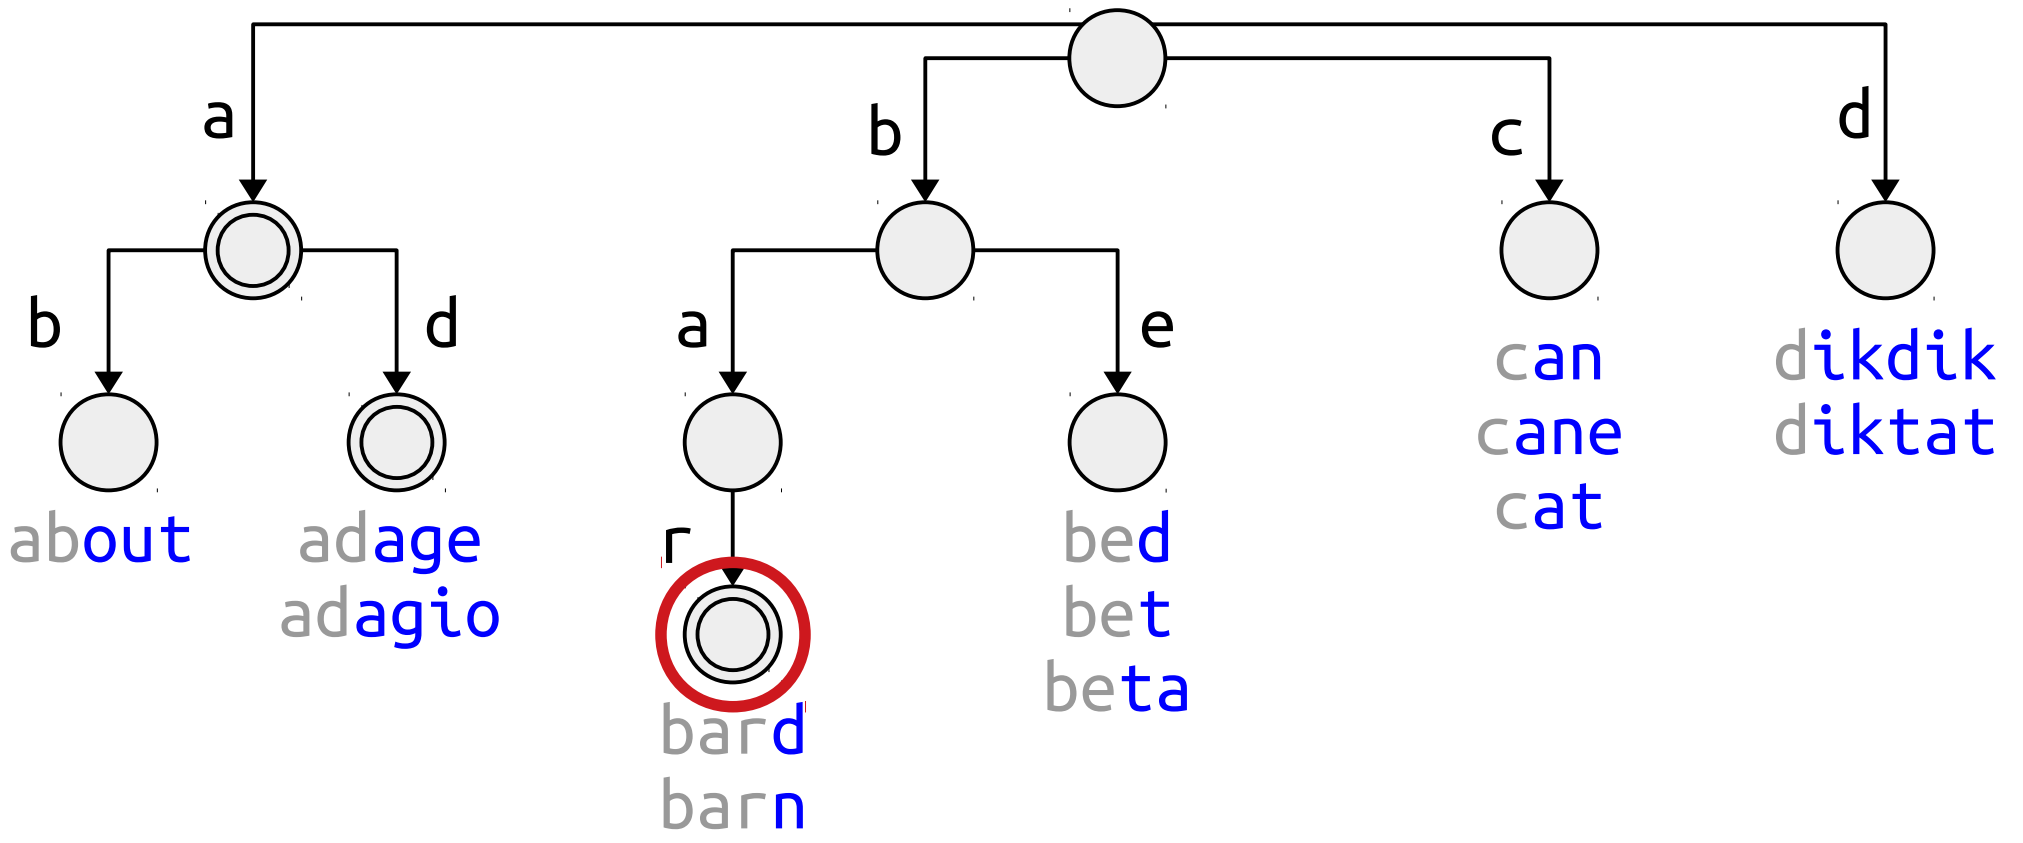 a
b
c
d
b
d
a
e
about
adage
adagio
r
bard
barn
bed
bet
beta
can
cane
cat
dikdik
diktat